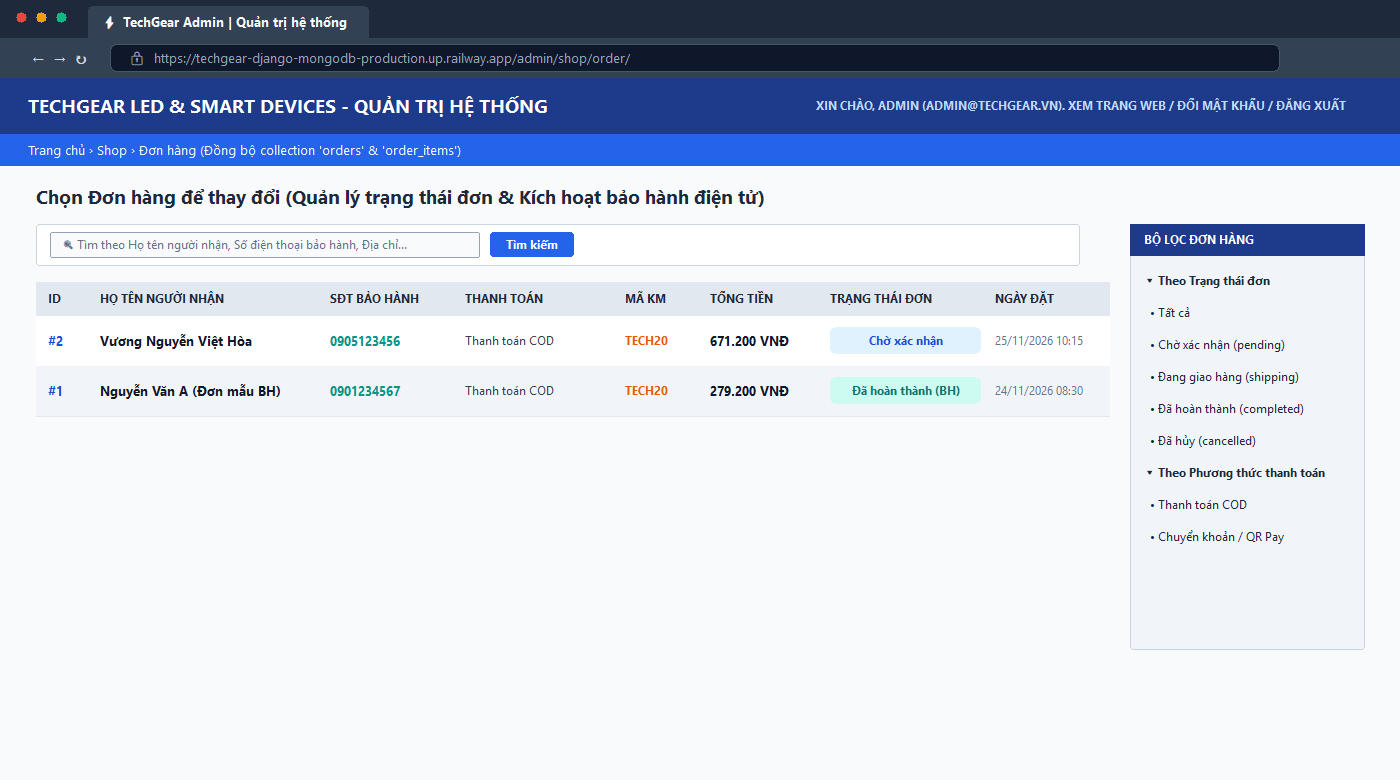 TechGear Admin | Quản trị hệ thống
https://techgear-django-mongodb-production.up.railway.app/admin/shop/order/
TECHGEAR LED & SMART DEVICES - QUẢN TRỊ HỆ THỐNG
XIN CHÀO, ADMIN (ADMIN@TECHGEAR.VN). XEM TRANG WEB / ĐỔI MẬT KHẨU / ĐĂNG XUẤT
Trang chủ › Shop › Đơn hàng (Đồng bộ collection 'orders' & 'order_items')
Chọn Đơn hàng để thay đổi (Quản lý trạng thái đơn & Kích hoạt bảo hành điện tử)
Tìm theo Họ tên người nhận, Số điện thoại bảo hành, Địa chỉ...
Tìm kiếm
ID HỌ TÊN NGƯỜI NHẬN SĐT BẢO HÀNH THANH TOÁN MÃ KM TỔNG TIỀN TRẠNG THÁI ĐƠN NGÀY ĐẶT
#2 Vương Nguyễn Việt Hòa 0905123456 Thanh toán COD TECH20 671.200 VNĐ Chờ xác nhận 25/11/2026 10:15
#1 Nguyễn Văn A (Đơn mẫu BH) 0901234567 Thanh toán COD TECH20 279.200 VNĐ Đã hoàn thành (BH) 24/11/2026 08:30
BỘ LỌC ĐƠN HÀNG
▾ Theo Trạng thái đơn
• Tất cả
• Chờ xác nhận (pending)
• Đang giao hàng (shipping)
• Đã hoàn thành (completed)
• Đã hủy (cancelled)
▾ Theo Phương thức thanh toán
• Thanh toán COD
• Chuyển khoản / QR Pay